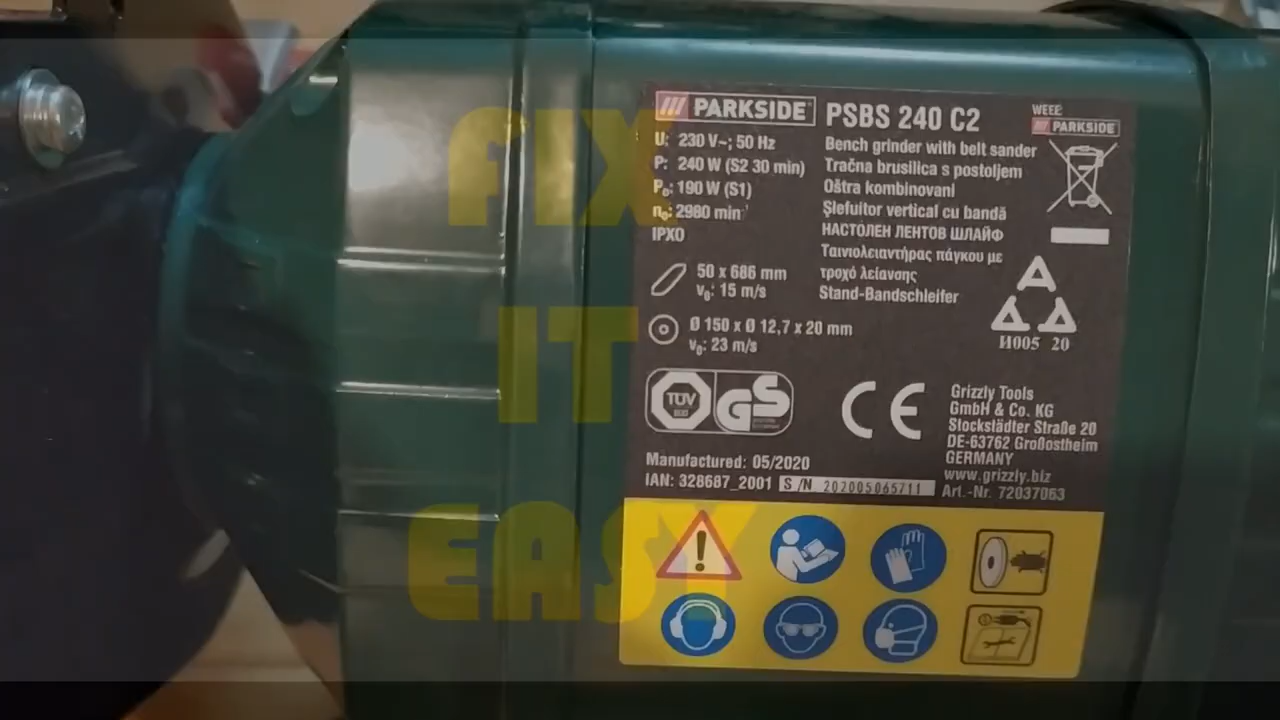 FIX
IT
EASY
PARKSIDE®
PSBS 240 C2
U: 230 V~; 50 Hz
P: 240 W (S2 30 min)
P₀: 190 W (S1)
n₀: 2980 min
IPX0
Bench grinder with belt sander
Tračna brusilica s postoljem
Oštra kombinovani
Şlefuitor vertical cu bandă
НАСТОЛЕН ЛЕНТОВ ШЛАЙФ
Ταινιολειαντήρας πάγκου με
τροχό λείανσης
Stand-Bandschleifer
WEEE
PARKSIDE
50 x 686 mm
v₀: 15 m/s
Ø 150 x Ø 12,7 x 20 mm
v₀: 23 m/s
И005 20
TÜV
GS
CE
Grizzly Tools
GmbH & Co. KG
Stockstädter Straße 20
DE-63762 Großostheim
GERMANY
www.grizzly.biz
Art.-Nr. 72037063
Manufactured: 05/2020
IAN: 328687_2001 S/N 202005065711